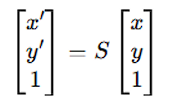 x′ x
y′ = S y
1 1